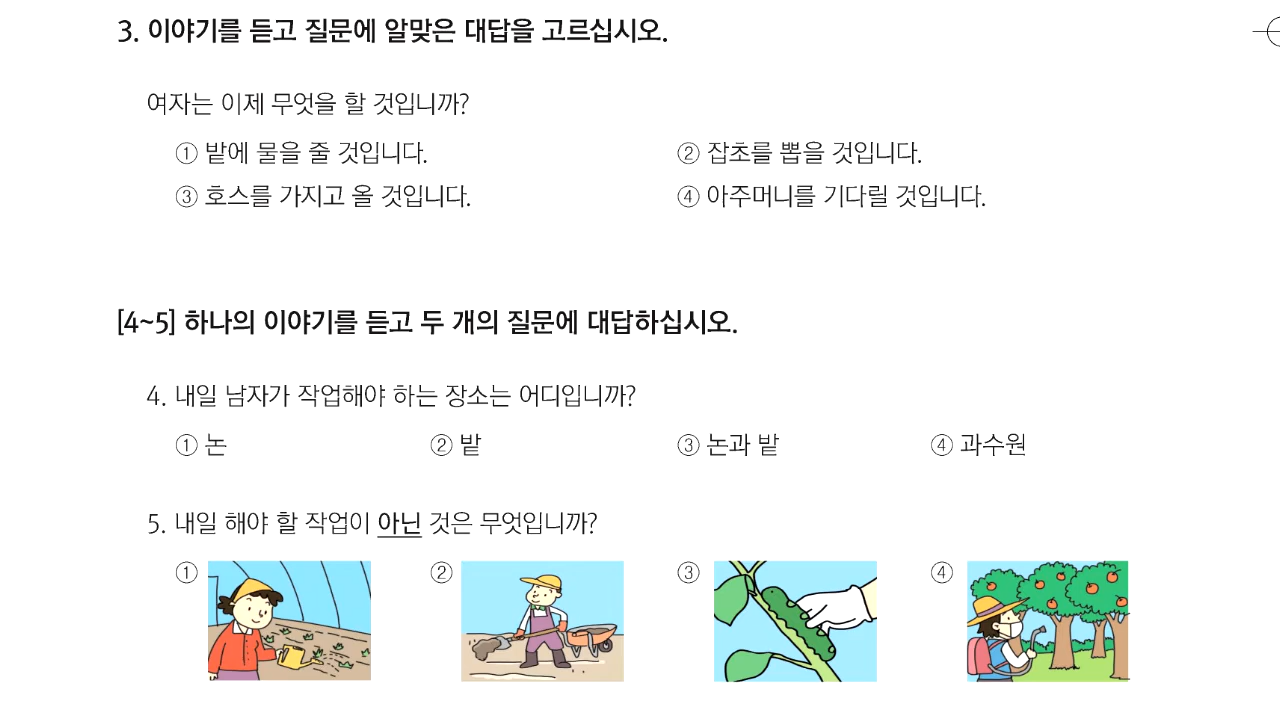 3. 이야기를 듣고 질문에 알맞은 대답을 고르십시오.
여자는 이제 무엇을 할 것입니까?
① 밭에 물을 줄 것입니다. ② 잡초를 뽑을 것입니다.
③ 호스를 가지고 올 것입니다. ④ 아주머니를 기다릴 것입니다.
[4~5] 하나의 이야기를 듣고 두 개의 질문에 대답하십시오.
4. 내일 남자가 작업해야 하는 장소는 어디입니까?
① 논 ② 밭 ③ 논과 밭 ④ 과수원
5. 내일 해야 할 작업이 아닌 것은 무엇입니까?
① ② ③ ④